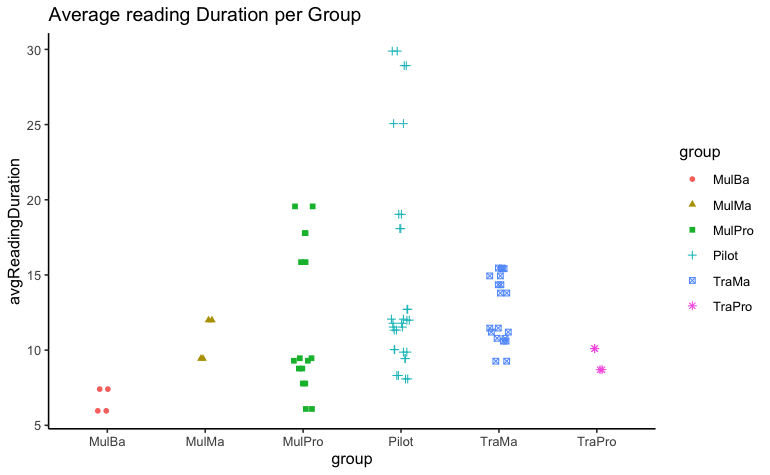 Average reading Duration per Group
avgReadingDuration
30
25
20
15
10
5
MulBa MulMa MulPro Pilot TraMa TraPro
group
group
MulBa
MulMa
MulPro
Pilot
TraMa
TraPro